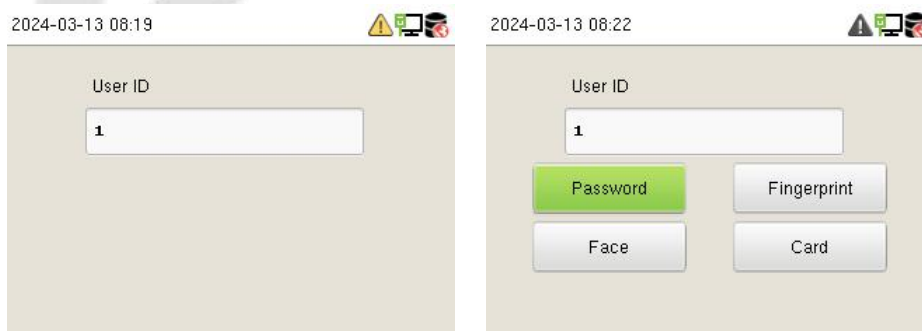 2024-03-13 08:19
User ID
1
2024-03-13 08:22
User ID
1
Password
Fingerprint
Face
Card